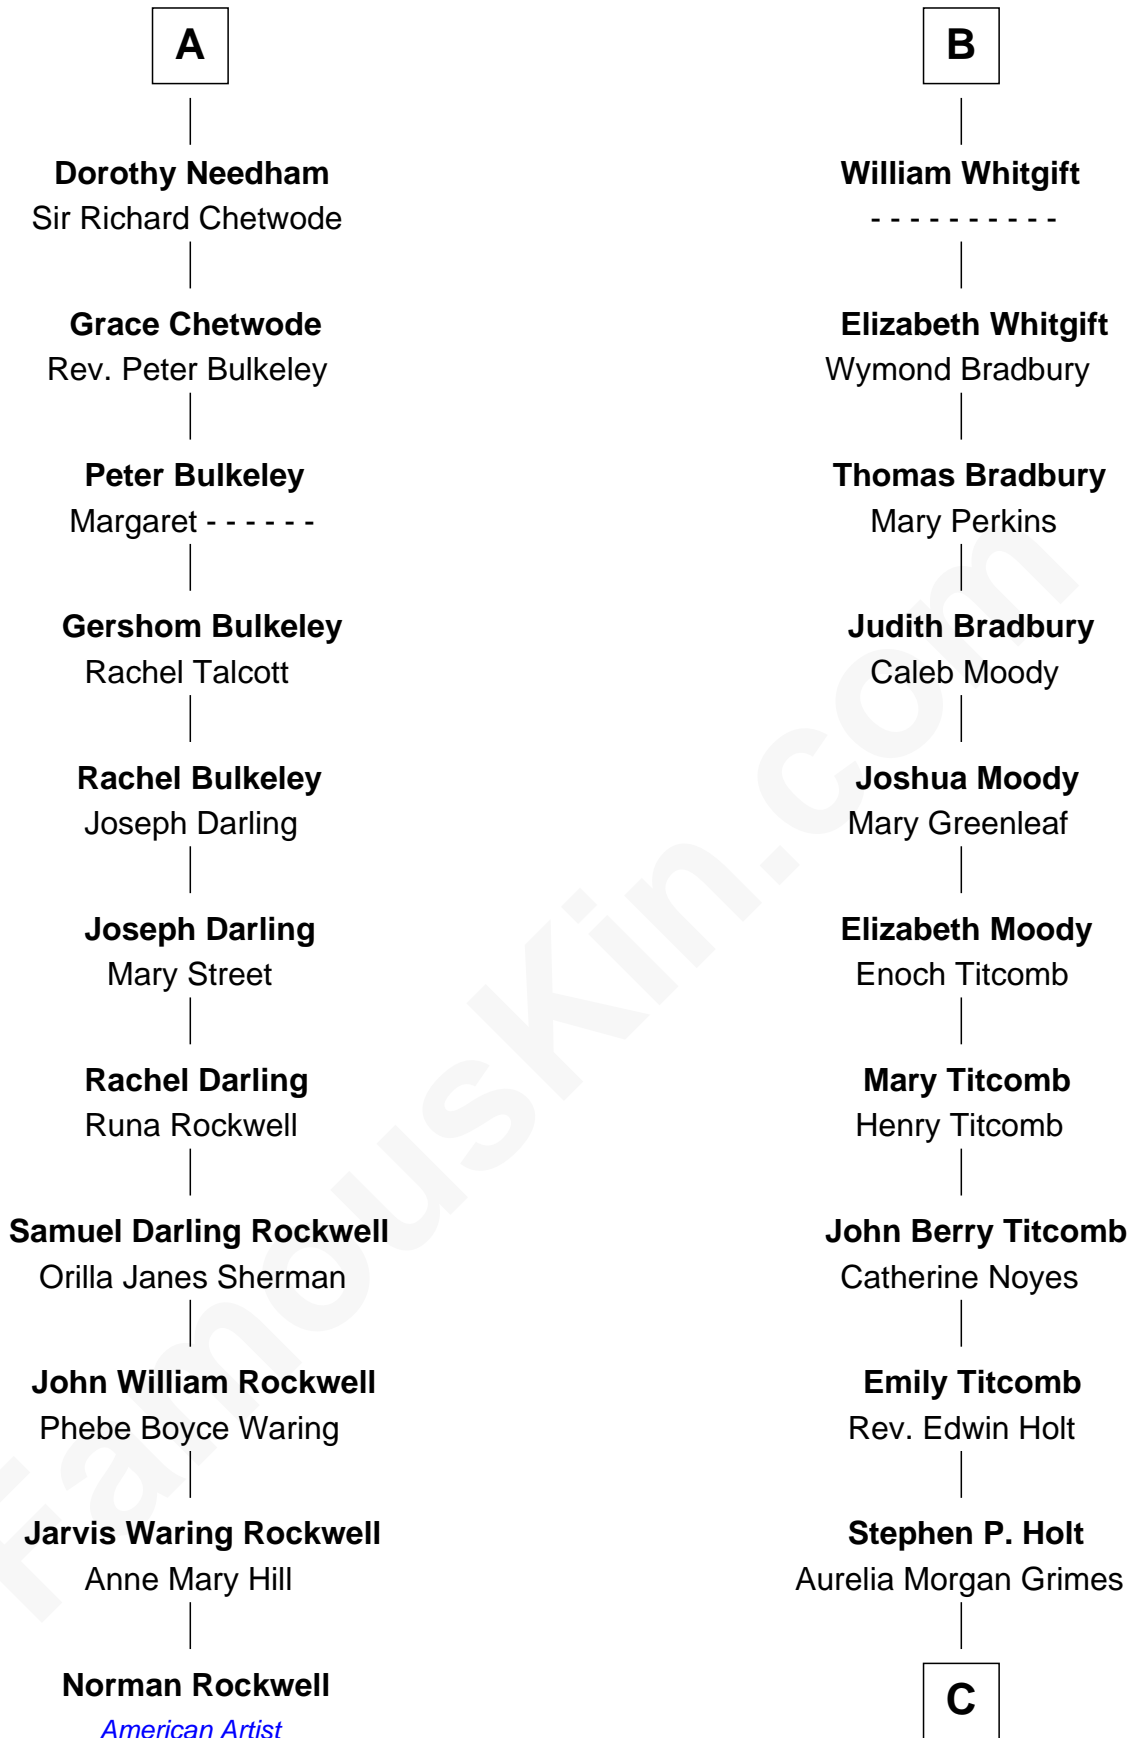 A
Dorothy Needham
Sir Richard Chetwode
Grace Chetwode
Rev. Peter Bulkeley
Peter Bulkeley
Margaret - - - - - -
Gershom Bulkeley
Rachel Talcott
Rachel Bulkeley
Joseph Darling
Joseph Darling
Mary Street
Rachel Darling
Runa Rockwell
Samuel Darling Rockwell
Orilla Janes Sherman
John William Rockwell
Phebe Boyce Waring
Jarvis Waring Rockwell
Anne Mary Hill
Norman Rockwell
American Artist
B
William Whitgift
- - - - - - - - - -
Elizabeth Whitgift
Wymond Bradbury
Thomas Bradbury
Mary Perkins
Judith Bradbury
Caleb Moody
Joshua Moody
Mary Greenleaf
Elizabeth Moody
Enoch Titcomb
Mary Titcomb
Henry Titcomb
John Berry Titcomb
Catherine Noyes
Emily Titcomb
Rev. Edwin Holt
Stephen P. Holt
Aurelia Morgan Grimes
C
FamousKin.com